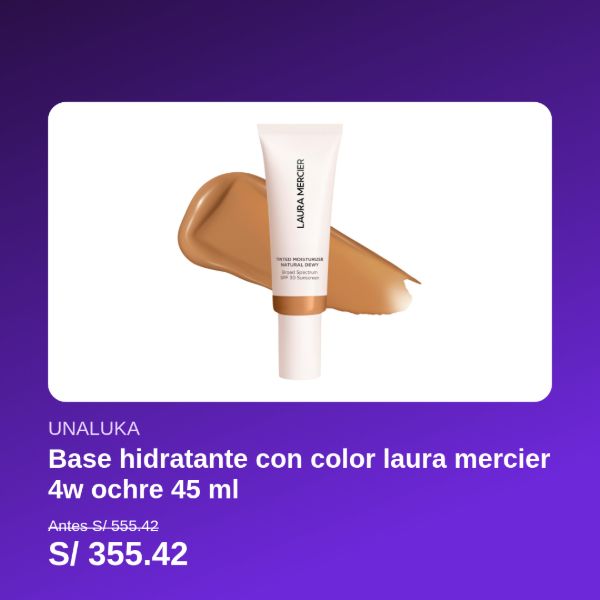 LAURA MERCIER
TINTED MOISTURIZER
NATURAL DEWY
Broad Spectrum
SPF 30 Sunscreen
UNALUKA
Base hidratante con color laura mercier
4w ochre 45 ml
Antes S/ 555.42
S/ 355.42